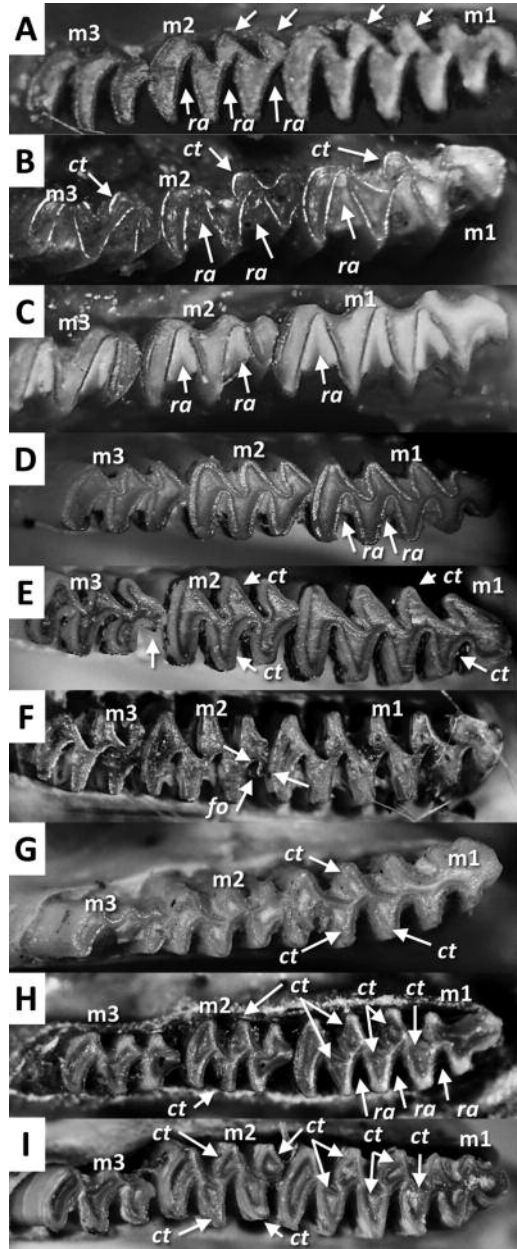 A m3 m2 m1
ra ra ra
B ct m3 ct m2 ct m1
ra ra ra
C m3 m2 m1
ra ra ra
D m3 m2 m1
ra ra
E m3 m2 ct ct m1
ct ct
F m3 m2 m1
fo
G m3 m2 ct m1
ct ct
H m3 m2 ct ct ct m1
ct ra ra ra
I m3 ct m2 ct ct ct m1
ct ct